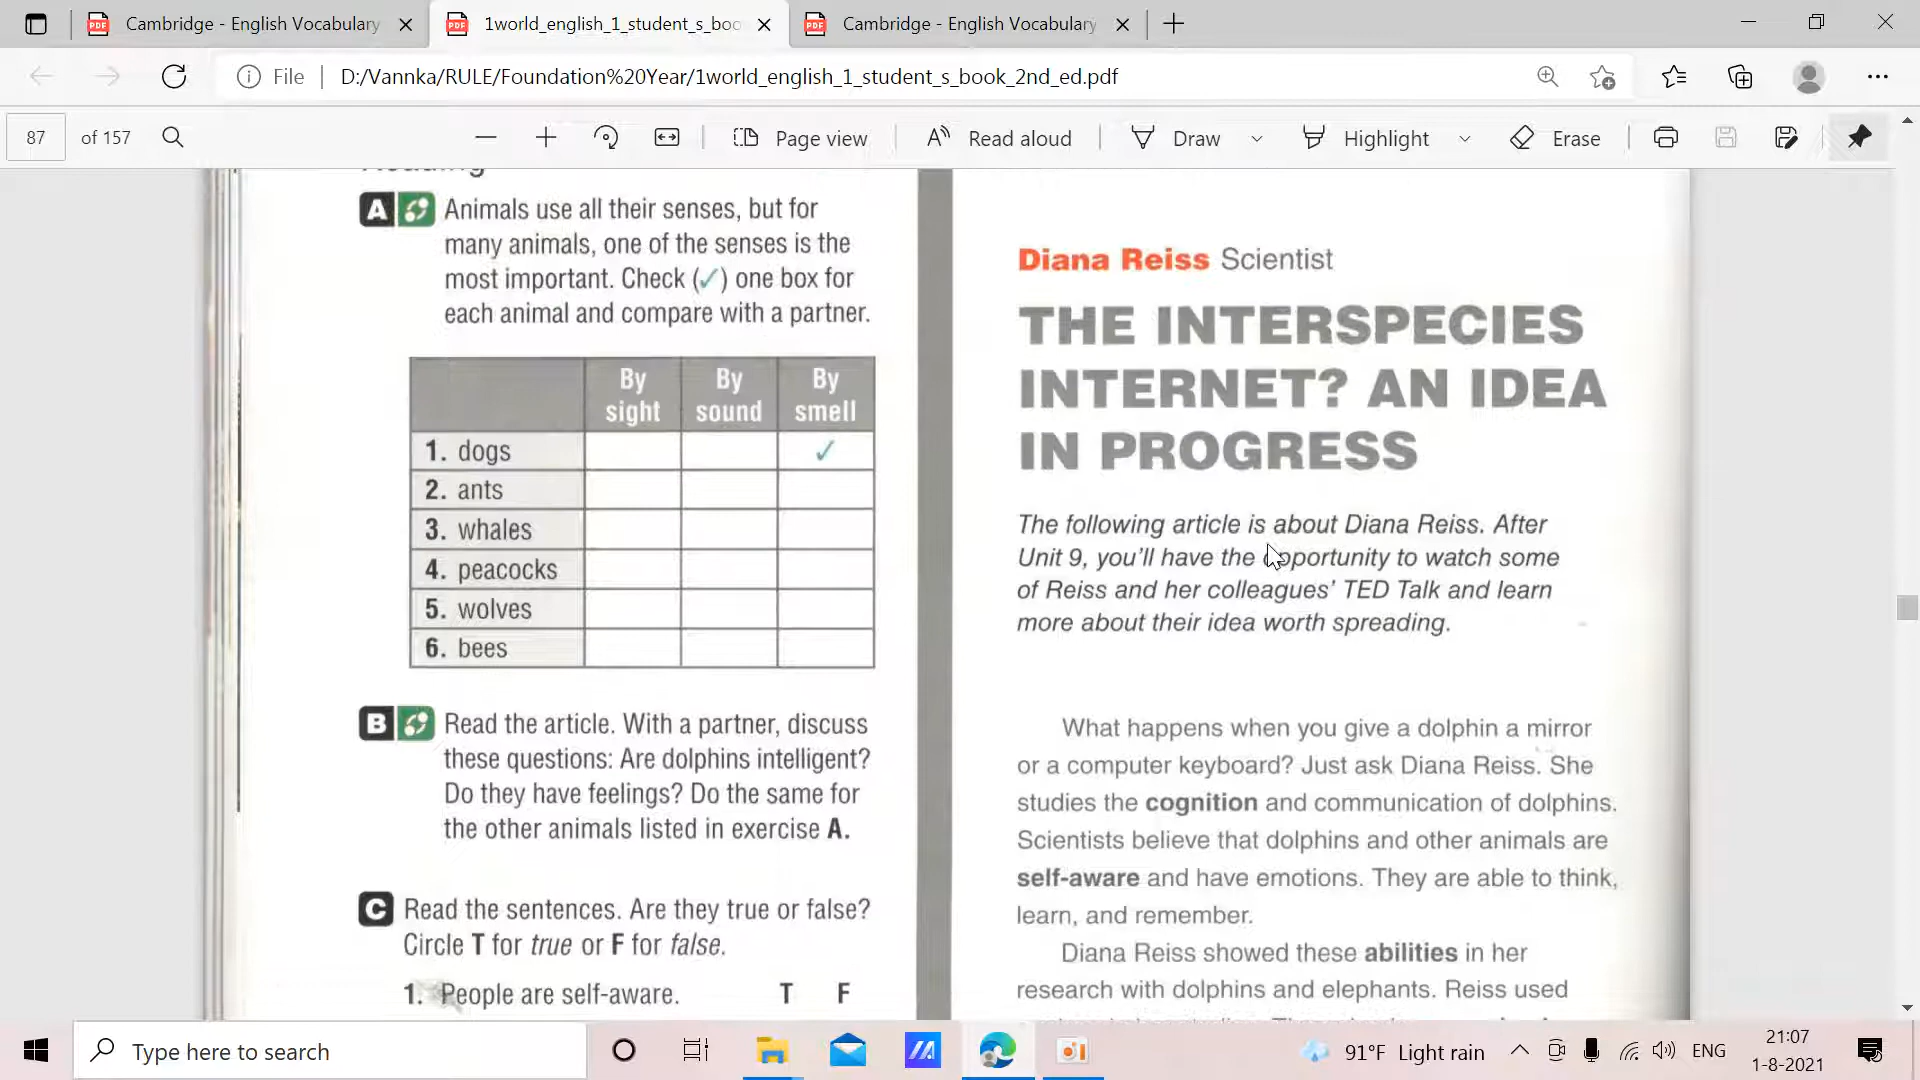 Cambridge - English Vocabulary
1world_english_1_student_s_boo
Cambridge - English Vocabulary
File
D:/Vannka/RULE/Foundation%20Year/1world_english_1_student_s_book_2nd_ed.pdf
87 of 157
Page view
Read aloud
Draw
Highlight
Erase
A Animals use all their senses, but for
many animals, one of the senses is the
most important. Check (✓) one box for
each animal and compare with a partner.
By sight By sound By smell
1. dogs ✓
2. ants
3. whales
4. peacocks
5. wolves
6. bees
B Read the article. With a partner, discuss
these questions: Are dolphins intelligent?
Do they have feelings? Do the same for
the other animals listed in exercise A.
C Read the sentences. Are they true or false?
Circle T for true or F for false.
1. People are self-aware. T F
Diana Reiss Scientist
THE INTERSPECIES
INTERNET? AN IDEA
IN PROGRESS
The following article is about Diana Reiss. After
Unit 9, you'll have the opportunity to watch some
of Reiss and her colleagues' TED Talk and learn
more about their idea worth spreading.
What happens when you give a dolphin a mirror
or a computer keyboard? Just ask Diana Reiss. She
studies the cognition and communication of dolphins.
Scientists believe that dolphins and other animals are
self-aware and have emotions. They are able to think,
learn, and remember.
Diana Reiss showed these abilities in her
research with dolphins and elephants. Reiss used
Type here to search
91°F Light rain
ENG
21:07
1-8-2021